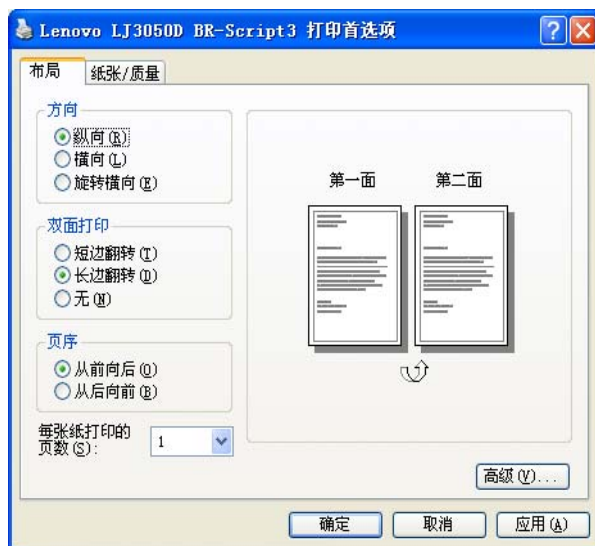 Lenovo LJ3050D BR-Script3 打印首选项
布局
纸张/质量
方向
纵向(R)
横向(L)
旋转横向(E)
双面打印
短边翻转(T)
长边翻转(D)
无(N)
页序
从前向后(O)
从后向前(B)
每张纸打印的
页数(S):
1
第一面
第二面
高级(V)...
确定
取消
应用(A)